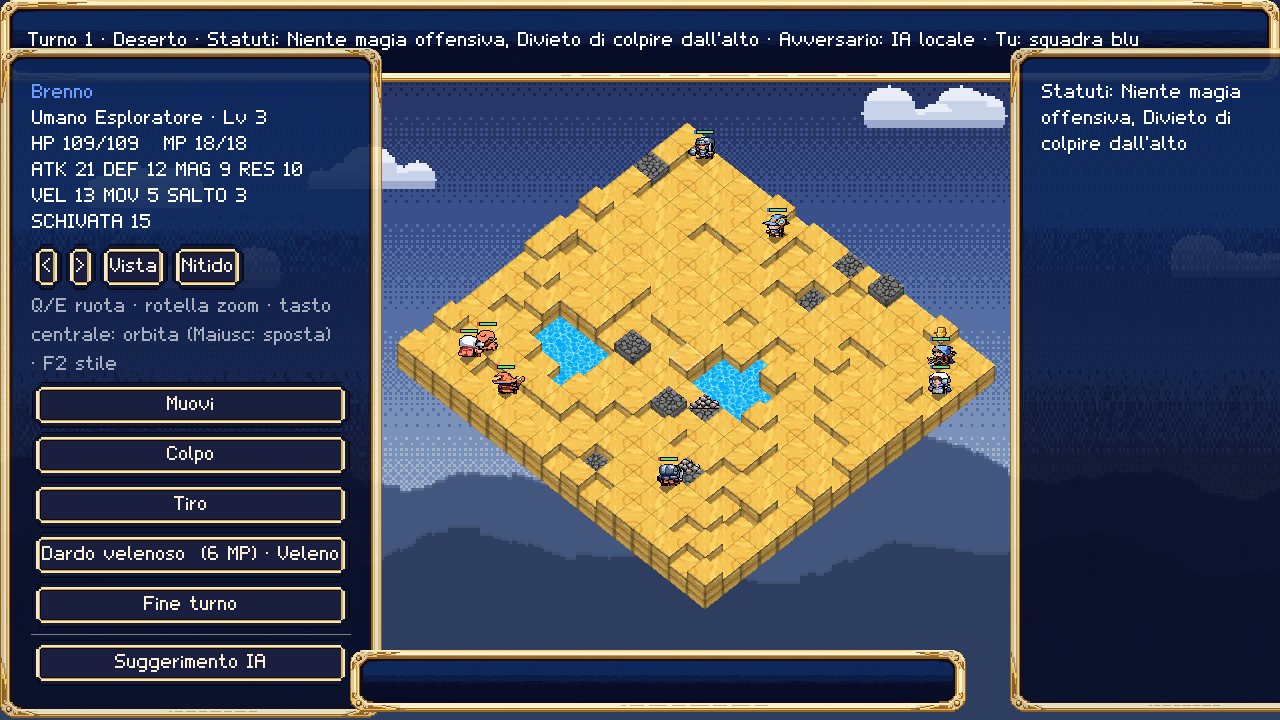 Turno 1 · Deserto · Statuti: Niente magia offensiva, Divieto di colpire dall'alto · Avversario: IA locale · Tu: squadra blu
Brenno
Umano Esploratore · Lv 3
HP 109/109 MP 18/18
ATK 21 DEF 12 MAG 9 RES 10
VEL 13 MOV 5 SALTO 3
SCHIVATA 15
< > Vista Nitido
Q/E ruota · rotella zoom · tasto
centrale: orbita (Maiusc: sposta)
· F2 stile
Muovi
Colpo
Tiro
Dardo velenoso (6 MP) · Veleno
Fine turno
Suggerimento IA
Statuti: Niente magia
offensiva, Divieto di
colpire dall'alto